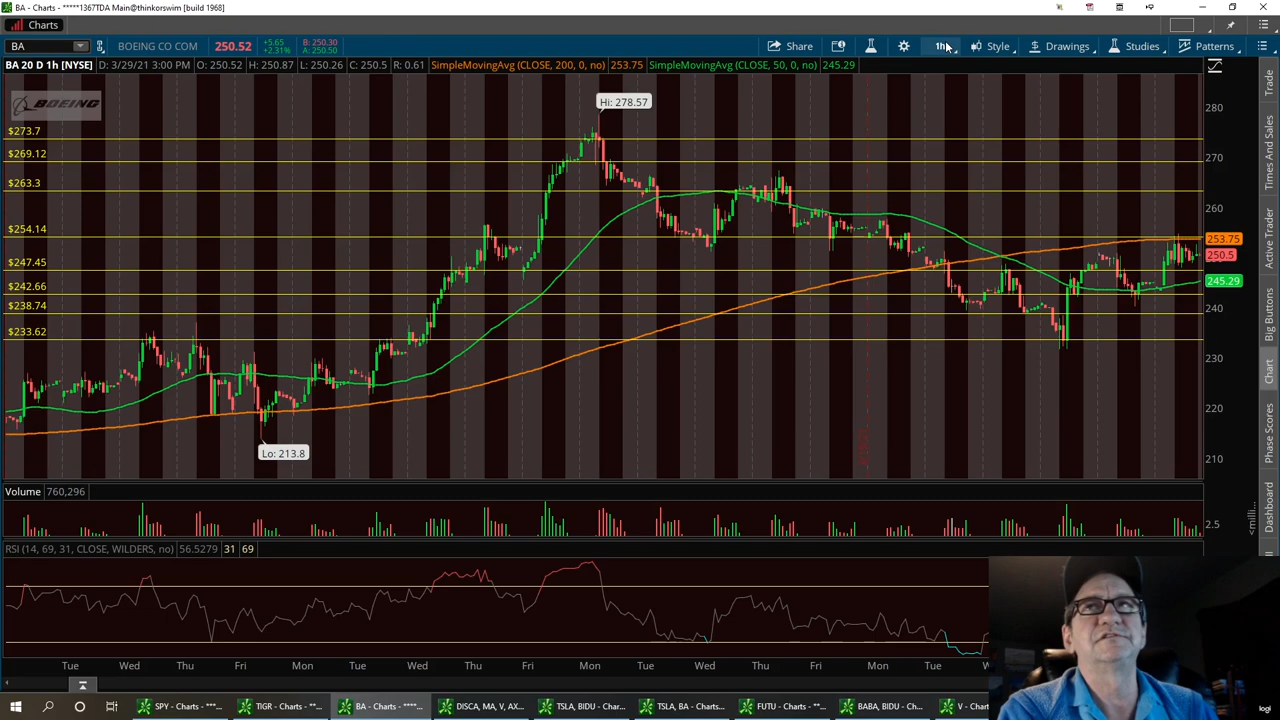 BA - Charts - *****1367TDA Main@thinkorswim [build 1968]
Charts
BA BOEING CO COM 250.52 +5.65 +2.31% B: 250.30 A: 250.50 Share 1h Style Drawings Studies Patterns
BA 20 D 1h [NYSE] D: 3/29/21 3:00 PM O: 250.52 H: 250.87 L: 250.26 C: 250.5 R: 0.61 SimpleMovingAvg (CLOSE, 200, 0, no) 253.75 SimpleMovingAvg (CLOSE, 50, 0, no) 245.29
BOEING
Hi: 278.57
$273.7
$269.12
$263.3
$254.14
$247.45
$242.66
$238.74
$233.62
Lo: 213.8
280
270
260
253.75
250.5
245.29
240
230
220
210
Volume 760,296
2.5
<milli...
RSI (14, 69, 31, CLOSE, WILDERS, no) 56.5279 31 69
Tue Wed Thu Fri Mon Tue Wed Thu Fri Mon Tue Wed Thu Fri Mon Tue W
Trade
Times And Sales
Active Trader
Big Buttons
Chart
Phase Scores
Dashboard
SPY - Charts - ***... TIGR - Charts - **... BA - Charts - ****... DISCA, MA, V, AX... TSLA, BIDU - Char... TSLA, BA - Charts ... FUTU - Charts - **... BABA, BIDU, - Char... V - Chart
logi